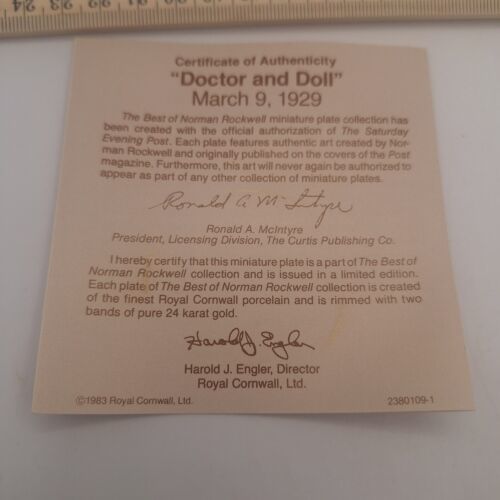 Certificate of Authenticity
"Doctor and Doll"
March 9, 1929
The Best of Norman Rockwell miniature plate collection has
been created with the official authorization of The Saturday
Evening Post. Each plate features authentic art created by Nor-
man Rockwell and originally published on the covers of the Post
magazine. Furthermore, this art will never again be authorized to
appear as part of any other collection of miniature plates.
Ronald A. McIntyre
Ronald A. McIntyre
President, Licensing Division, The Curtis Publishing Co.
I hereby certify that this miniature plate is a part of The Best of
Norman Rockwell collection and is issued in a limited edition.
Each plate of The Best of Norman Rockwell collection is created
of the finest Royal Cornwall porcelain and is rimmed with two
bands of pure 24 karat gold.
Harold J. Engler
Harold J. Engler, Director
Royal Cornwall, Ltd.
©1983 Royal Cornwall, Ltd. 2380109-1